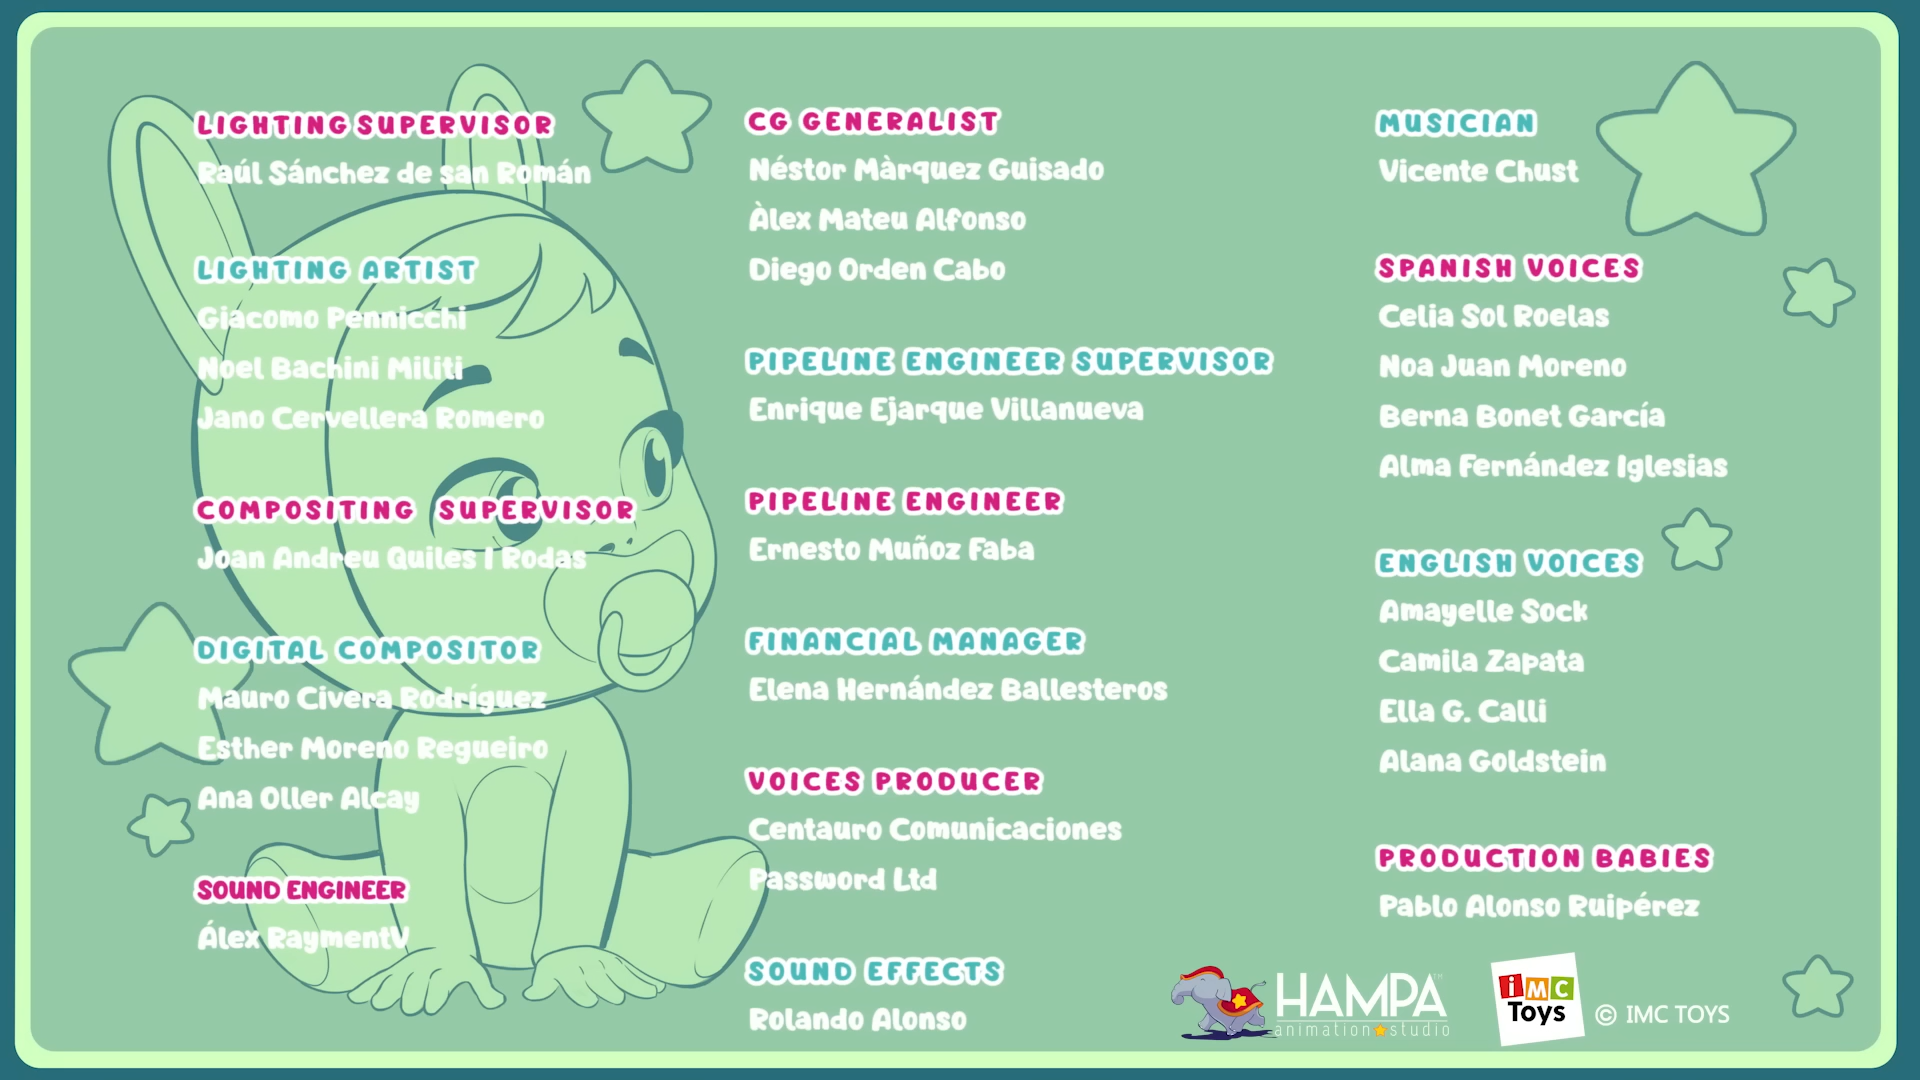 LIGHTING SUPERVISOR
Raúl Sánchez de san Román
LIGHTING ARTIST
Giacomo Pennicchi
Noel Bachini Militi
Jano Cervellera Romero
COMPOSITING SUPERVISOR
Joan Andreu Quiles I Rodas
DIGITAL COMPOSITOR
Mauro Civera Rodríguez
Esther Moreno Regueiro
Ana Oller Alcay
SOUND ENGINEER
Álex RaymentV
CG GENERALIST
Néstor Màrquez Guisado
Àlex Mateu Alfonso
Diego Orden Cabo
PIPELINE ENGINEER SUPERVISOR
Enrique Ejarque Villanueva
PIPELINE ENGINEER
Ernesto Muñoz Faba
FINANCIAL MANAGER
Elena Hernández Ballesteros
VOICES PRODUCER
Centauro Comunicaciones
Password Ltd
SOUND EFFECTS
Rolando Alonso
MUSICIAN
Vicente Chust
SPANISH VOICES
Celia Sol Roelas
Noa Juan Moreno
Berna Bonet García
Alma Fernández Iglesias
ENGLISH VOICES
Amayelle Sock
Camila Zapata
Ella G. Calli
Alana Goldstein
PRODUCTION BABIES
Pablo Alonso Ruipérez
HAMPA™
animation studio
iMC
Toys
© IMC TOYS